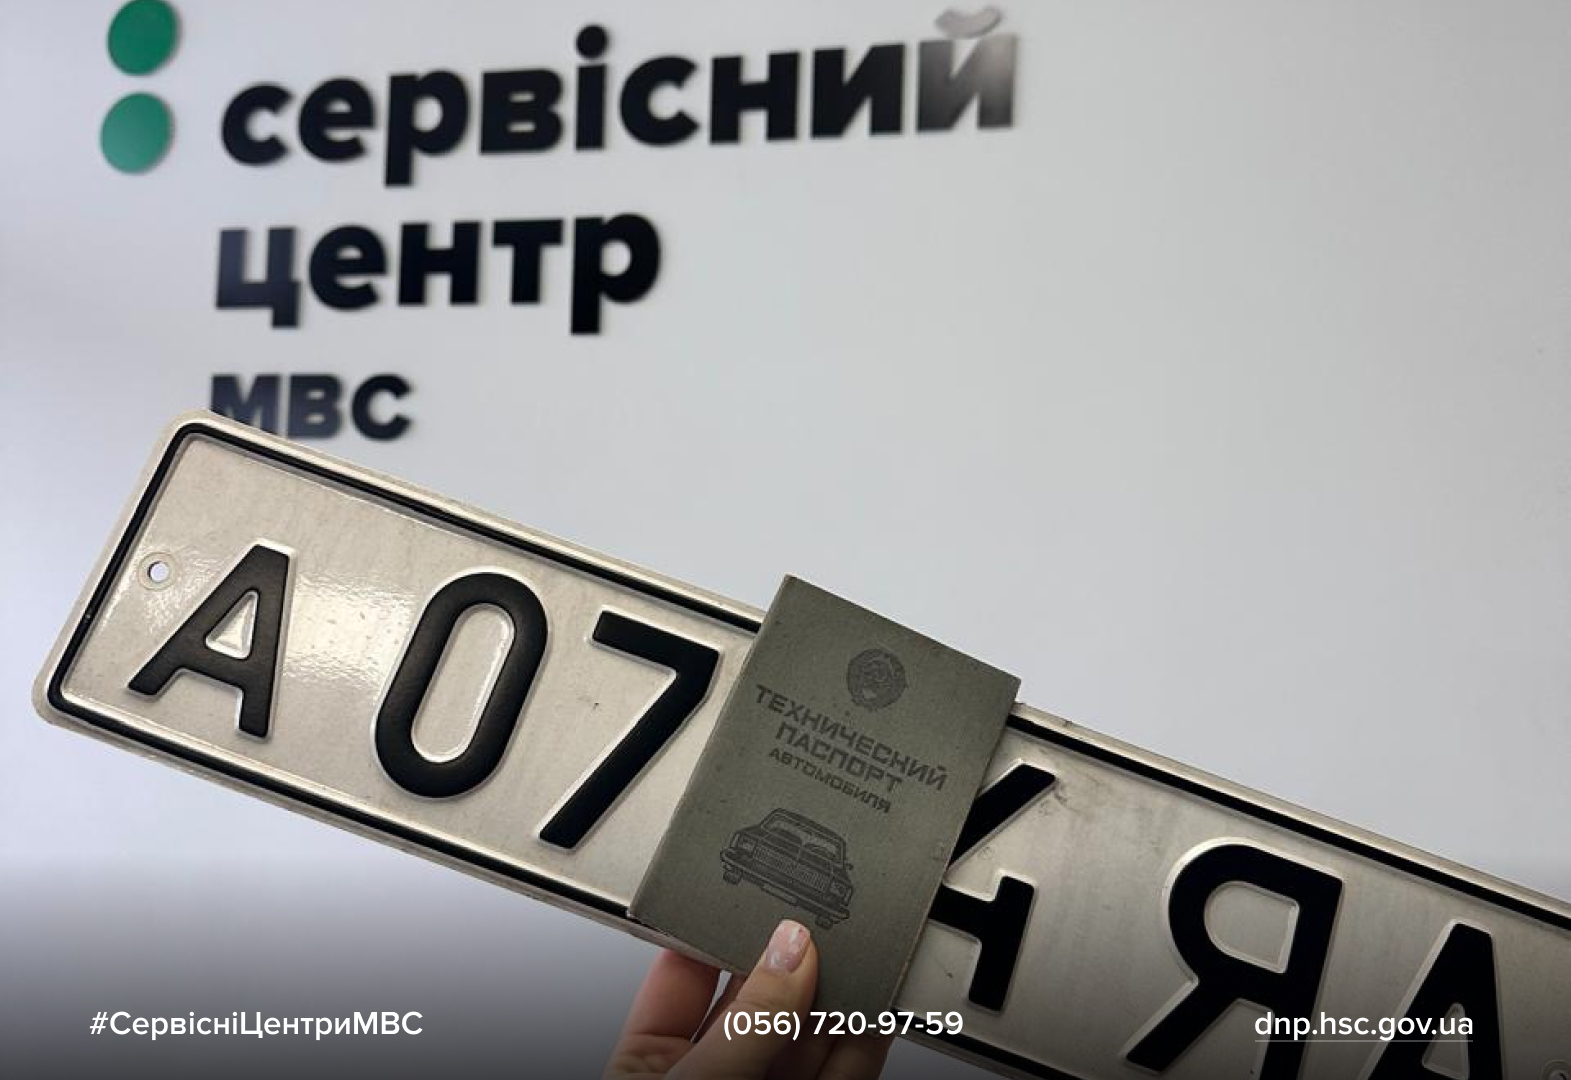 сервісний
центр
МВС
А 07 4 ЯА
ТЕХНИЧЕСКИЙ
ПАСПОРТ
АВТОМОБИЛЯ
#СервісніЦентриМВС
(056) 720-97-59
dnp.hsc.gov.ua